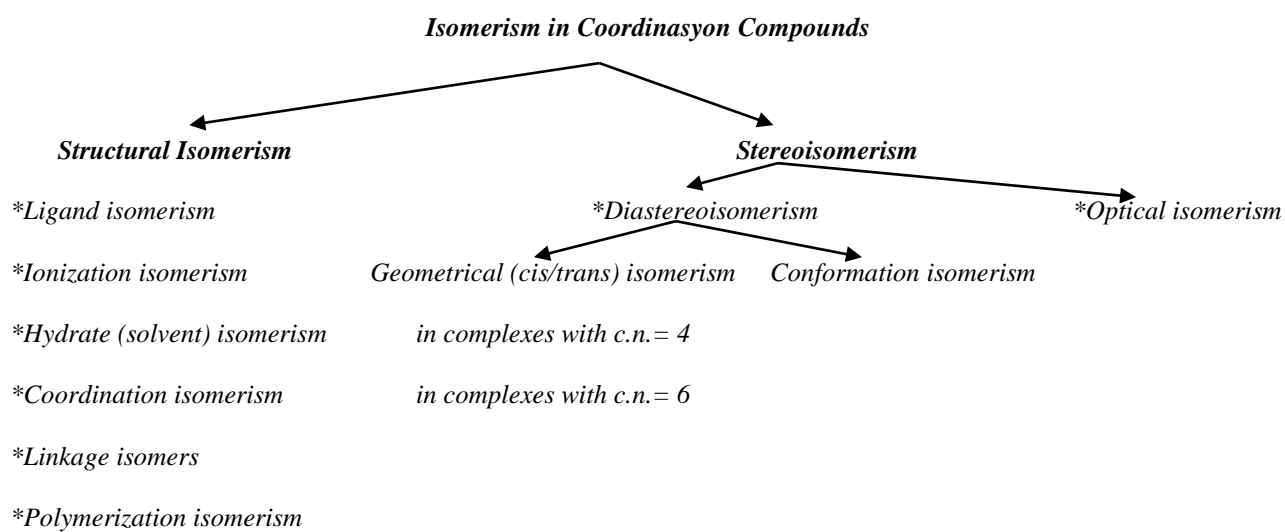 Isomerism in Coordinasyon Compounds
Structural Isomerism Stereoisomerism
*Ligand isomerism *Diastereoisomerism *Optical isomerism
*Ionization isomerism Geometrical (cis/trans) isomerism Conformation isomerism
*Hydrate (solvent) isomerism in complexes with c.n.= 4
*Coordination isomerism in complexes with c.n.= 6
*Linkage isomers
*Polymerization isomerism